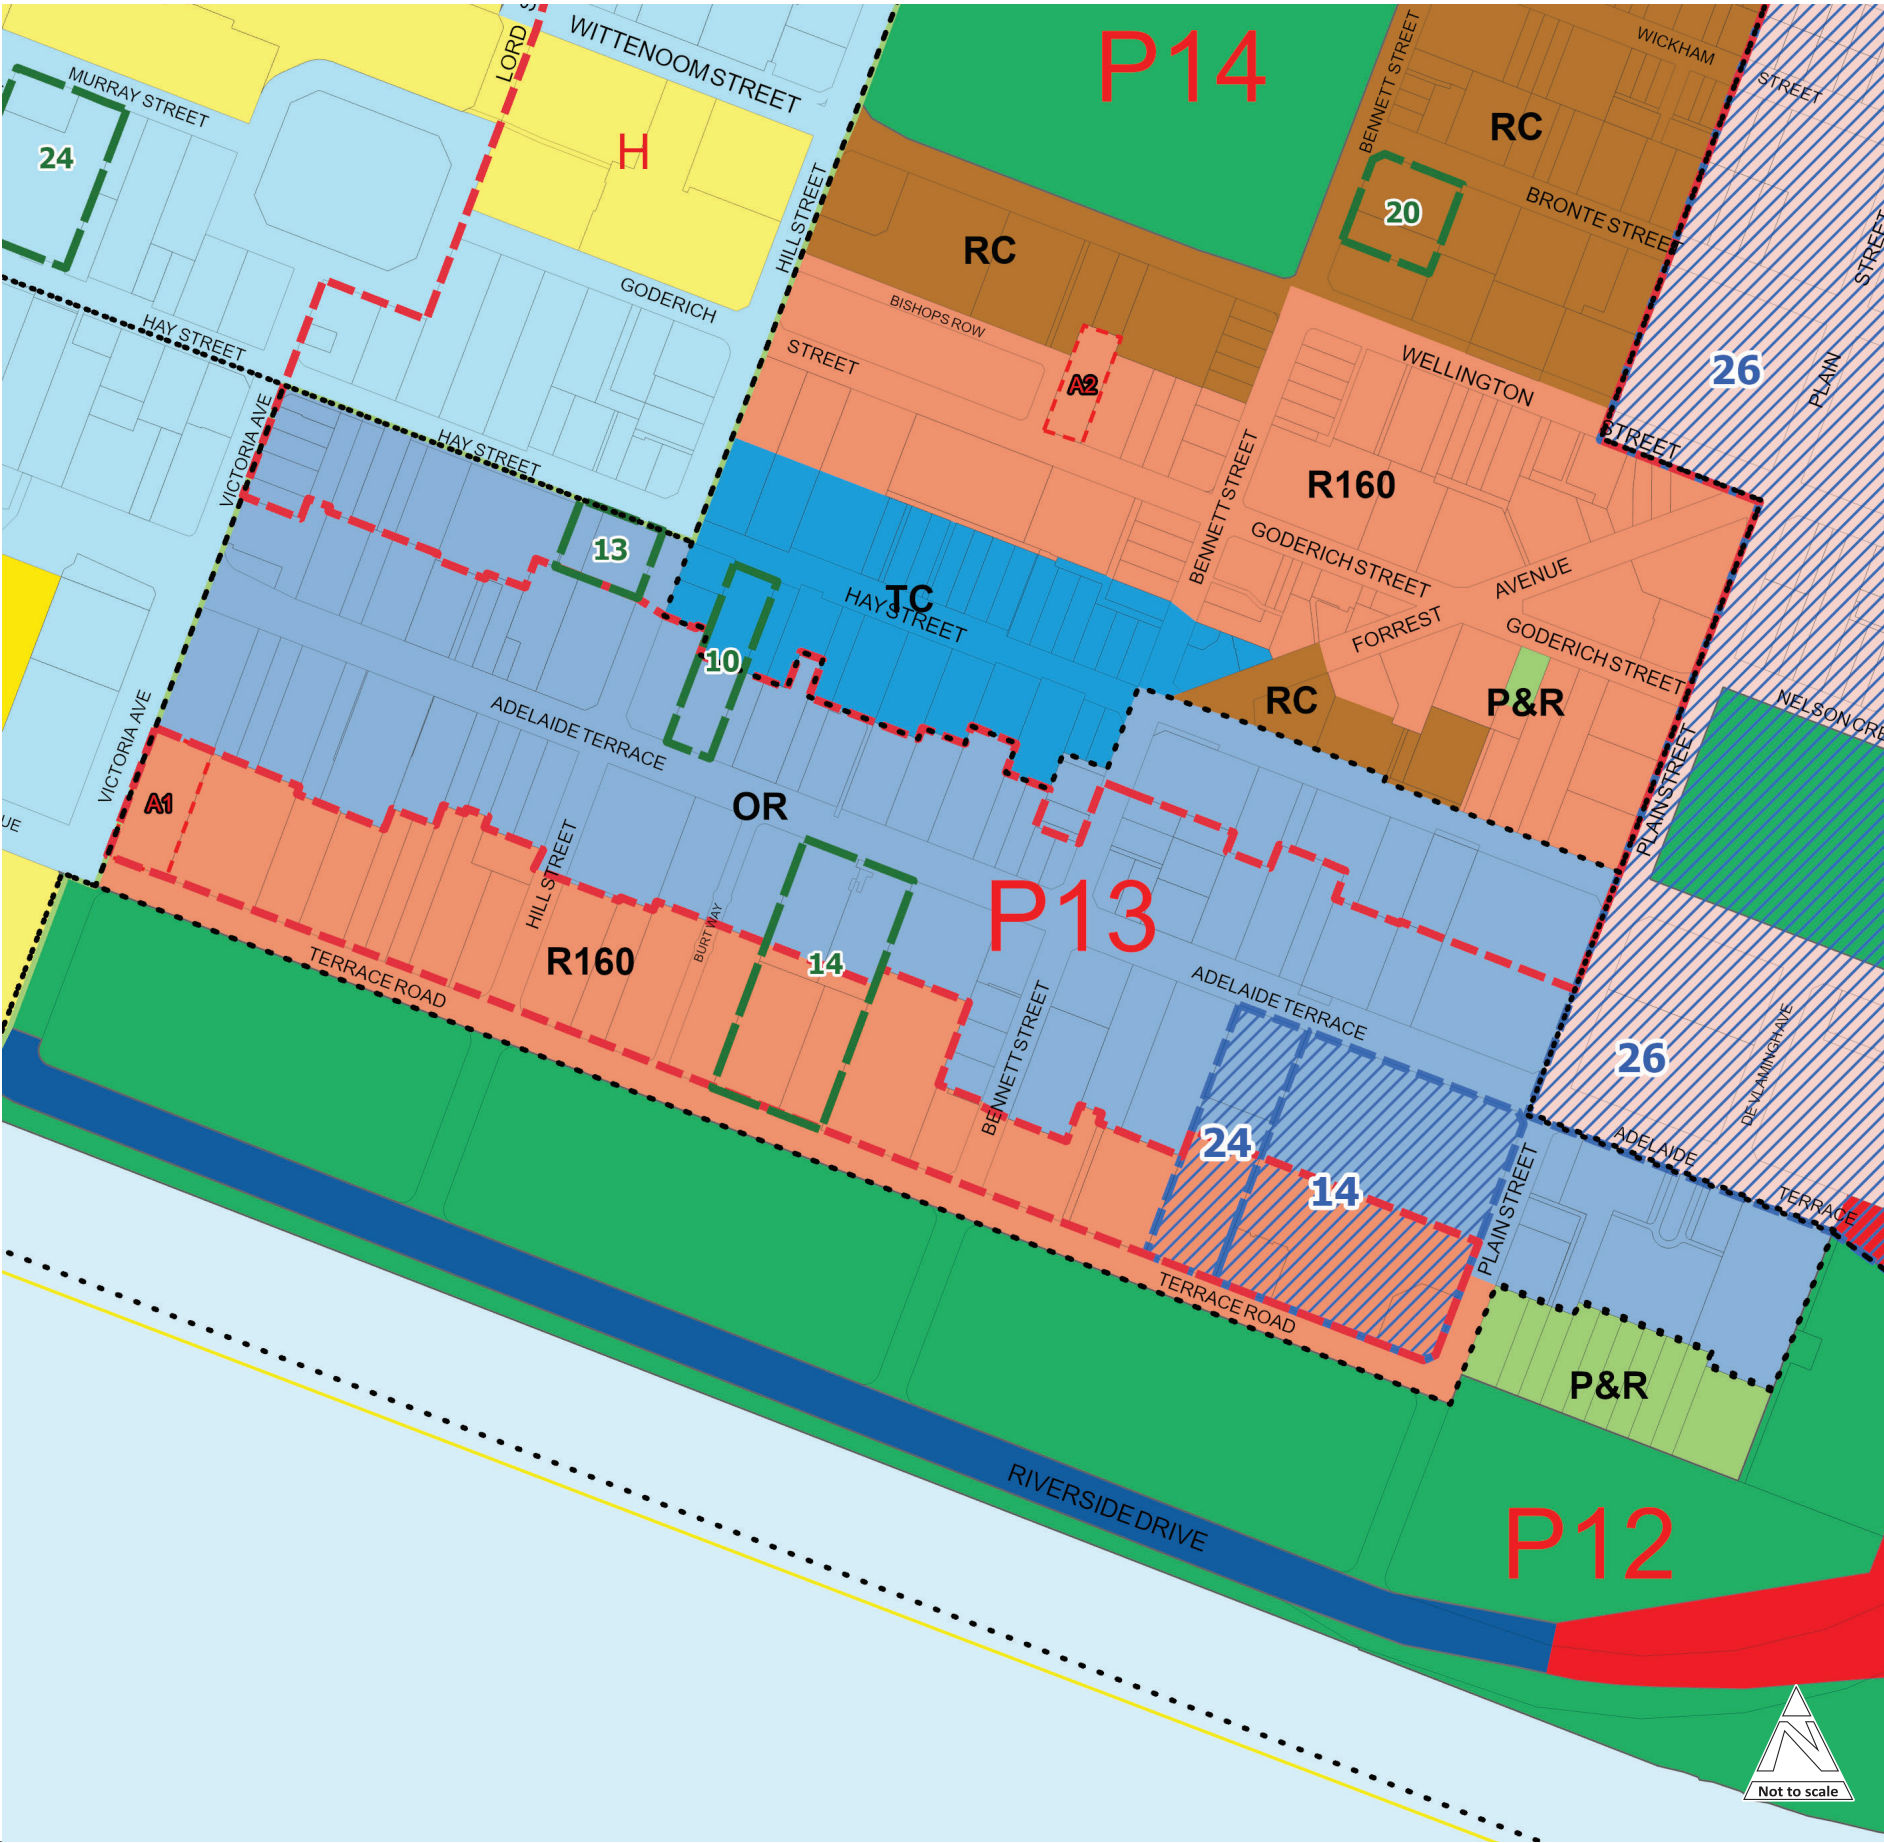 WITTENOOM STREET
LORD
P14
BENNETT STREET
WICKHAM
STREET
MURRAY STREET
24
H
RC
HILL STREET
20
BRONTE STREET
STREET
RC
GODERICH
BISHOPS ROW
STREET
HAY STREET
A2
WELLINGTON
26
PLAIN
STREET
VICTORIA AVE
HAY STREET
BENNETT STREET
R160
13
GODERICH STREET
AVENUE
TC
HAY STREET
FORREST
GODERICH STREET
10
RC
P&R
NELSON CRE
VICTORIA AVE
ADELAIDE TERRACE
PLAIN STREET
A1
OR
UE
HILL STREET
P13
BURT WAY
R160
14
TERRACE ROAD
BENNETT STREET
ADELAIDE TERRACE
26
DE VLAMINGH AVE
24
14
PLAIN STREET
ADELAIDE
TERRACE
TERRACE ROAD
P&R
RIVERSIDE DRIVE
P12
N
Not to scale